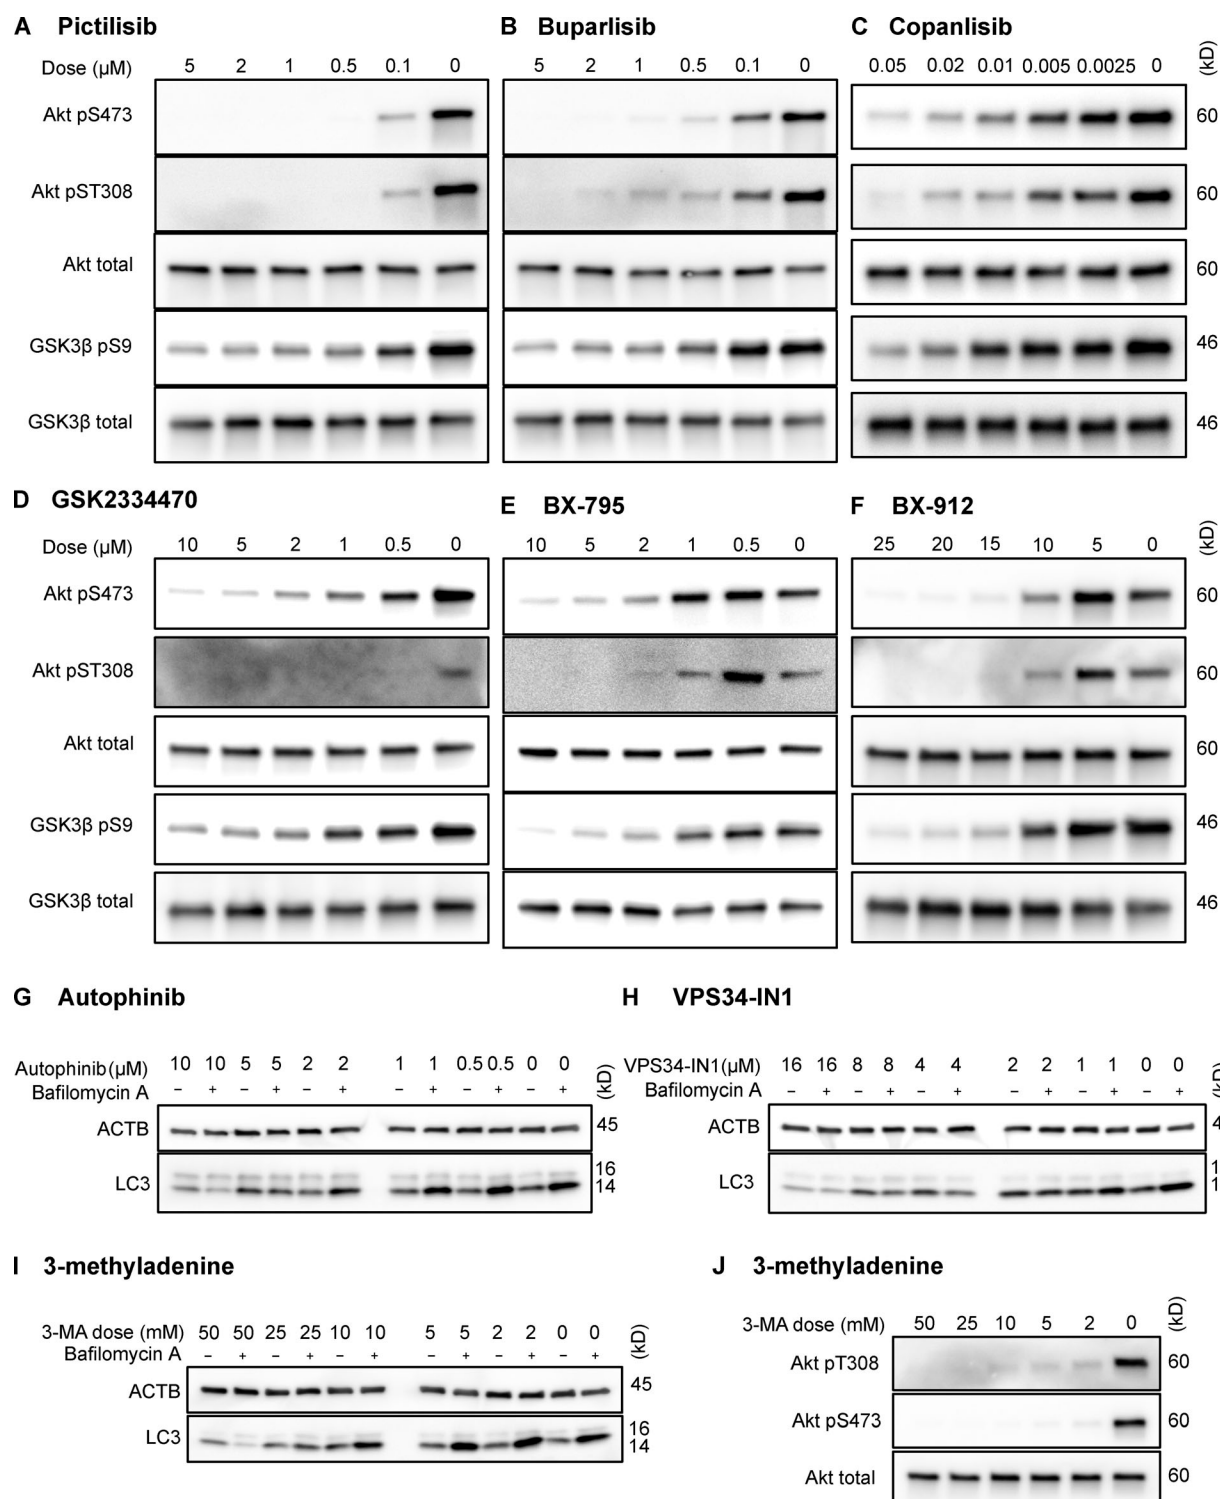 A Pictilisib
B Buparlisib
C Copanlisib
Dose (µM) 5 2 1 0.5 0.1 0
5 2 1 0.5 0.1 0
0.05 0.02 0.01 0.005 0.0025 0 (kD)
Akt pS473 60
Akt pST308 60
Akt total 60
GSK3β pS9 46
GSK3β total 46
D GSK2334470
E BX-795
F BX-912
Dose (µM) 10 5 2 1 0.5 0
10 5 2 1 0.5 0
25 20 15 10 5 0 (kD)
Akt pS473 60
Akt pST308 60
Akt total 60
GSK3β pS9 46
GSK3β total 46
G Autophinib
Autophinib(µM) 10 10 5 5 2 2 1 1 0.5 0.5 0 0 (kD)
Bafilomycin A – + – + – + – + – + – +
ACTB 45
LC3 16
14
H VPS34-IN1
VPS34-IN1(µM) 16 16 8 8 4 4 2 2 1 1 0 0
Bafilomycin A – + – + – + – + – + – +
ACTB 4
LC3 1
1
I 3-methyladenine
3-MA dose (mM) 50 50 25 25 10 10 5 5 2 2 0 0 (kD)
Bafilomycin A – + – + – + – + – + – +
ACTB 45
LC3 16
14
J 3-methyladenine
3-MA dose (mM) 50 25 10 5 2 0 (kD)
Akt pT308 60
Akt pS473 60
Akt total 60